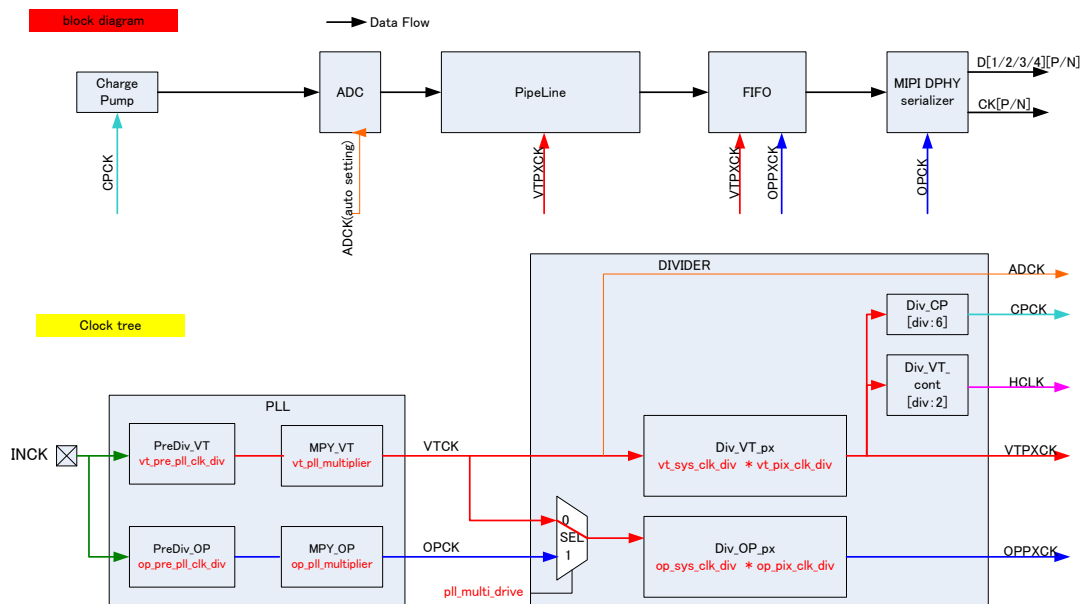 block diagram
Data Flow
Charge
Pump
ADC
PipeLine
FIFO
MIPI DPHY
serializer
D[1/2/3/4][P/N]
CK[P/N]
CPCK
ADCK(auto setting)
VTPXCK
VTPXCK
OPPXCK
OPCK
DIVIDER
ADCK
Clock tree
Div_CP
[div:6]
CPCK
Div_VT_
cont
[div:2]
HCLK
PLL
INCK
PreDiv_VT
vt_pre_pll_clk_div
MPY_VT
vt_pll_multiplier
VTCK
Div_VT_px
vt_sys_clk_div * vt_pix_clk_div
VTPXCK
0
SEL
1
PreDiv_OP
op_pre_pll_clk_div
MPY_OP
op_pll_multiplier
OPCK
Div_OP_px
op_sys_clk_div * op_pix_clk_div
OPPXCK
pll_multi_drive